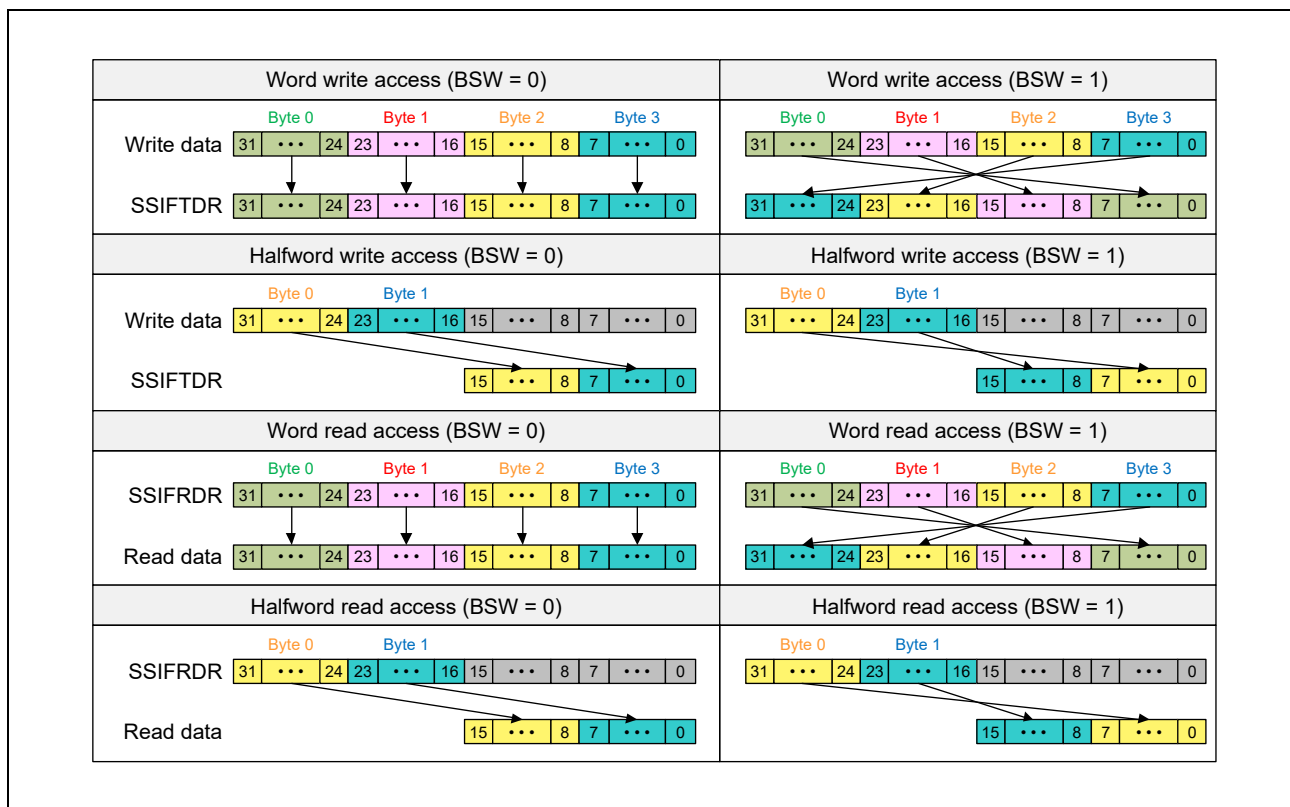 Word write access (BSW = 0) Word write access (BSW = 1)
Byte 0 Byte 1 Byte 2 Byte 3 Byte 0 Byte 1 Byte 2 Byte 3
Write data 31 ••• 24 23 ••• 16 15 ••• 8 7 ••• 0 31 ••• 24 23 ••• 16 15 ••• 8 7 ••• 0
SSIFTDR 31 ••• 24 23 ••• 16 15 ••• 8 7 ••• 0 31 ••• 24 23 ••• 16 15 ••• 8 7 ••• 0
Halfword write access (BSW = 0) Halfword write access (BSW = 1)
Byte 0 Byte 1 Byte 0 Byte 1
Write data 31 ••• 24 23 ••• 16 15 ••• 8 7 ••• 0 31 ••• 24 23 ••• 16 15 ••• 8 7 ••• 0
SSIFTDR 15 ••• 8 7 ••• 0 15 ••• 8 7 ••• 0
Word read access (BSW = 0) Word read access (BSW = 1)
Byte 0 Byte 1 Byte 2 Byte 3 Byte 0 Byte 1 Byte 2 Byte 3
SSIFRDR 31 ••• 24 23 ••• 16 15 ••• 8 7 ••• 0 31 ••• 24 23 ••• 16 15 ••• 8 7 ••• 0
Read data 31 ••• 24 23 ••• 16 15 ••• 8 7 ••• 0 31 ••• 24 23 ••• 16 15 ••• 8 7 ••• 0
Halfword read access (BSW = 0) Halfword read access (BSW = 1)
Byte 0 Byte 1 Byte 0 Byte 1
SSIFRDR 31 ••• 24 23 ••• 16 15 ••• 8 7 ••• 0 31 ••• 24 23 ••• 16 15 ••• 8 7 ••• 0
Read data 15 ••• 8 7 ••• 0 15 ••• 8 7 ••• 0